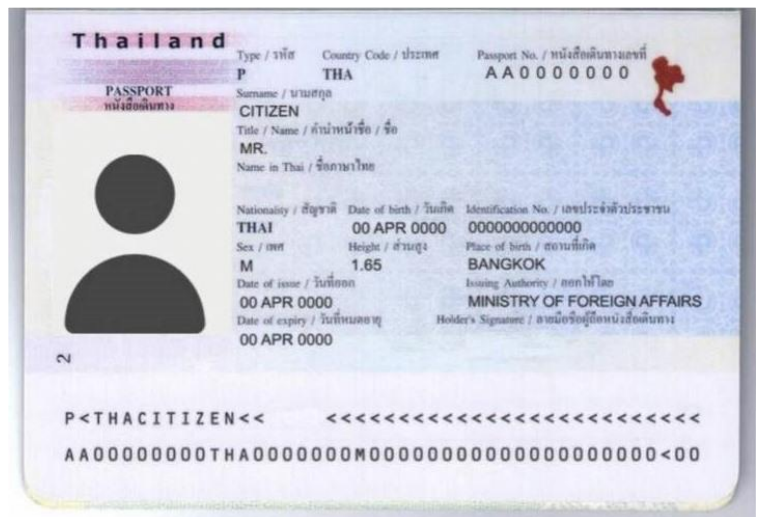 Thailand
Type / รหัส Country Code / ประเทศ Passport No. / หนังสือเดินทางเลขที่
P THA AA0000000
PASSPORT
หนังสือเดินทาง
Surname / นามสกุล
CITIZEN
Title / Name / คำนำหน้าชื่อ / ชื่อ
MR.
Name in Thai / ชื่อภาษาไทย
Nationality / สัญชาติ Date of birth / วันเกิด Identification No. / เลขประจำตัวประชาชน
THAI 00 APR 0000 0000000000000
Sex / เพศ Height / ส่วนสูง Place of birth / สถานที่เกิด
M 1.65 BANGKOK
Date of issue / วันที่ออก Issuing Authority / ออกให้โดย
00 APR 0000 MINISTRY OF FOREIGN AFFAIRS
Date of expiry / วันที่หมดอายุ Holder's Signature / ลายมือชื่อผู้ถือหนังสือเดินทาง
00 APR 0000
2
P<THACITIZEN<< <<<<<<<<<<<<<<<<<<<<<<<<<<
AA00000000THA0000000M00000000000000000000000<00